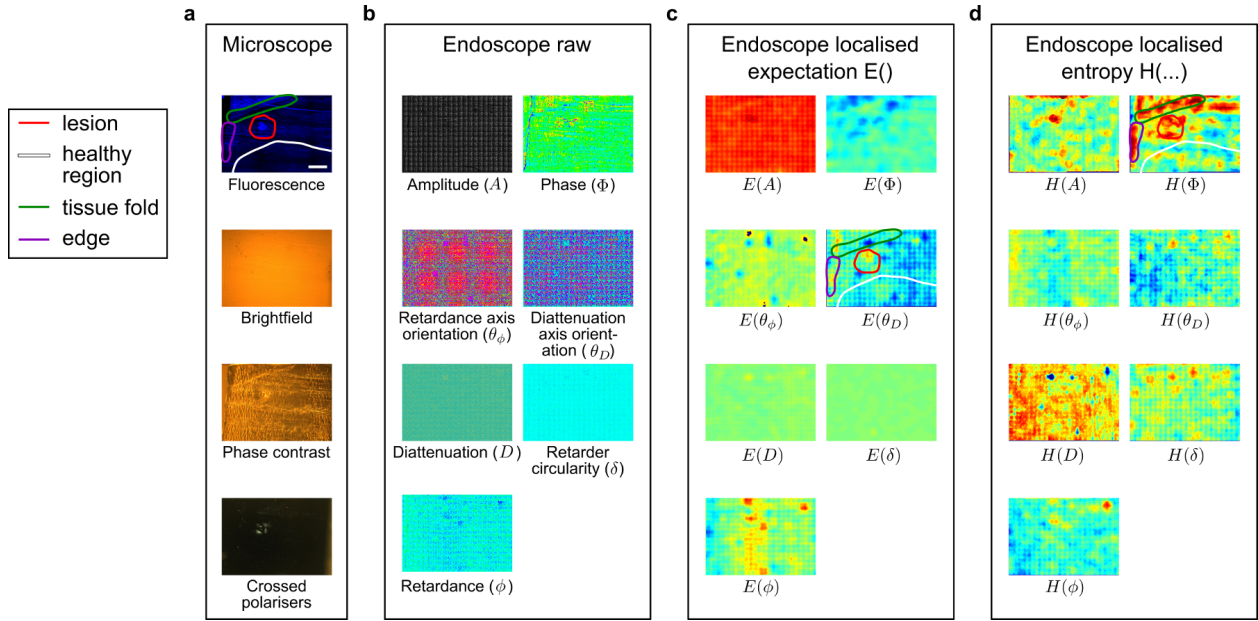 a
b
c
d
lesion
healthy
region
tissue fold
edge
Microscope
Fluorescence
Brightfield
Phase contrast
Crossed
polarisers
Endoscope raw
Amplitude (A)
Phase (Φ)
Retardance axis
orientation (θ_ϕ)
Diattenuation
axis orient-
ation (θ_D)
Diattenuation (D)
Retarder
circularity (δ)
Retardance (ϕ)
Endoscope localised
expectation E()
E(A)
E(Φ)
E(θ_ϕ)
E(θ_D)
E(D)
E(δ)
E(ϕ)
Endoscope localised
entropy H(...)
H(A)
H(Φ)
H(θ_ϕ)
H(θ_D)
H(D)
H(δ)
H(ϕ)